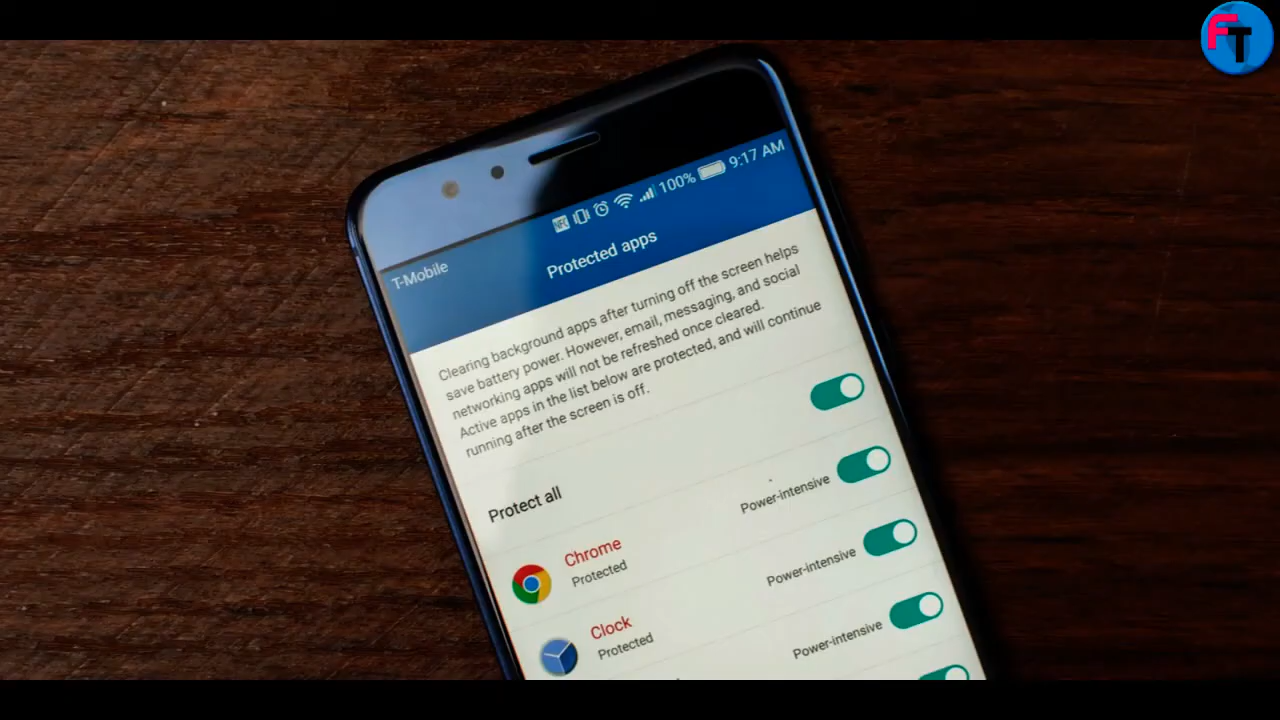 FT
NFC 100% 9:17 AM
T-Mobile
Protected apps
Clearing background apps after turning off the screen helps
save battery power. However, email, messaging, and social
networking apps will not be refreshed once cleared.
Active apps in the list below are protected, and will continue
running after the screen is off.
Protect all
Chrome
Protected
Power-intensive
Clock
Protected
Power-intensive
Power-intensive